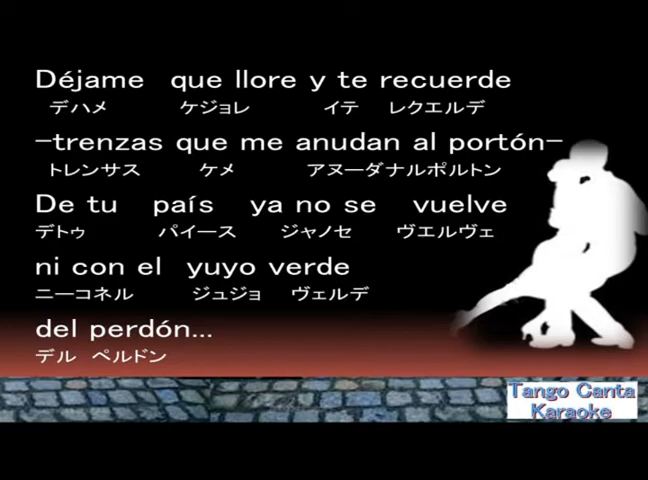 Déjame que llore y te recuerde
デハメ ケジョレ イテ レクエルデ
-trenzas que me anudan al portón-
トレンサス ケメ アヌーダナルポルトン
De tu país ya no se vuelve
デトゥ パイース ジャノセ ヴエルヴェ
ni con el yuyo verde
ニーコネル ジュジョ ヴェルデ
del perdón...
デル ペルドン
Tango Canta
Karaoke